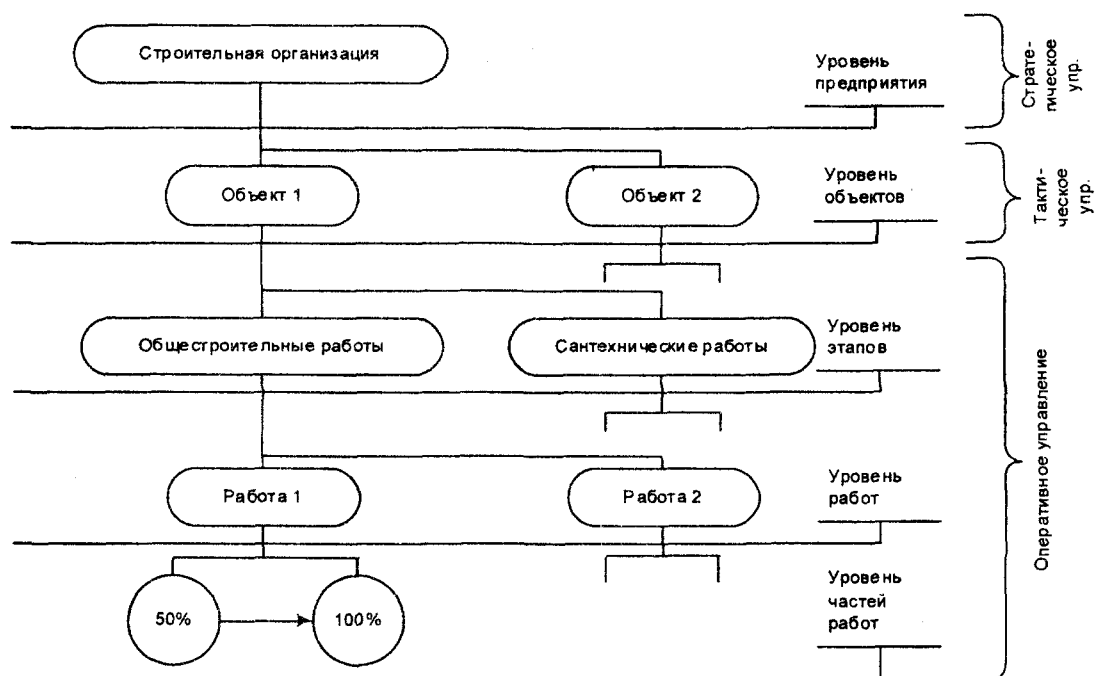 Строительная организация
Уровень
предприятия
Страте-
гическое
упр.
Объект 1
Объект 2
Уровень
объектов
Такти-
ческое
упр.
Общестроительные работы
Сантехнические работы
Уровень
этапов
Оперативное управление
Работа 1
Работа 2
Уровень
работ
50%
100%
Уровень
частей
работ